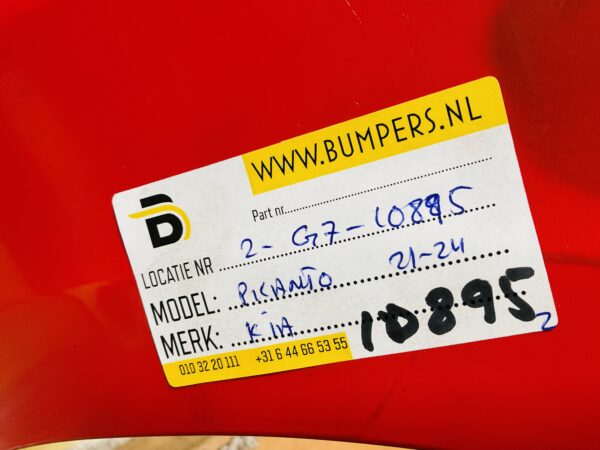 WWW.BUMPERS.NL
Part nr
LOCATIE NR 2-G7-10895
MODEL: PICANTO 21-24
MERK: KIA 10895
010 32 20 111 +31 6 44 66 53 55
2